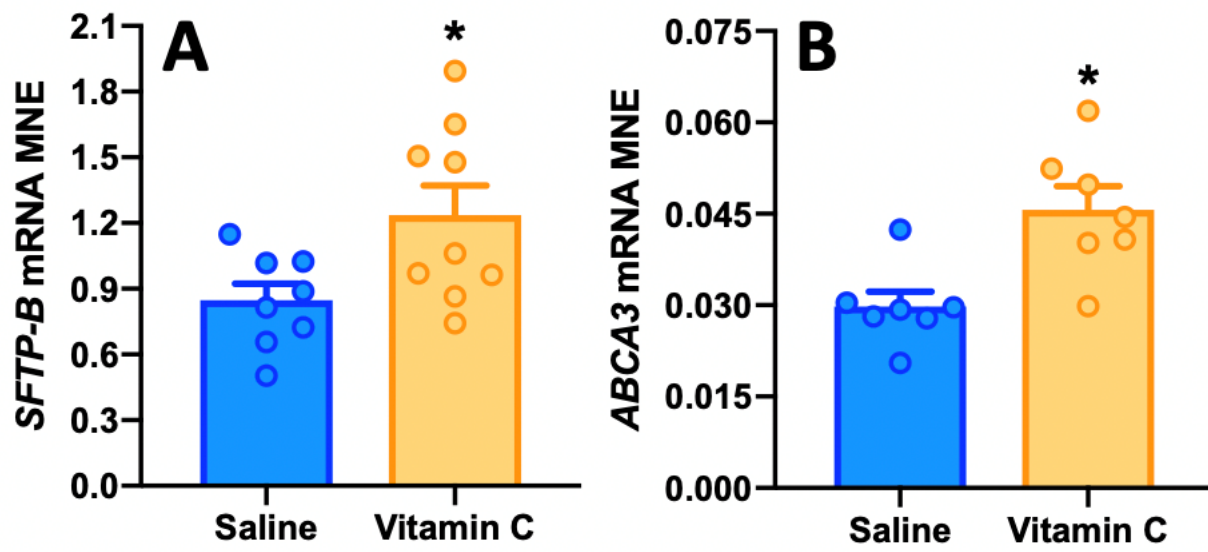 A
SFTP-B mRNA MNE
2.1
1.8
1.5
1.2
0.9
0.6
0.3
0.0
*
Saline
Vitamin C
B
ABCA3 mRNA MNE
0.075
0.060
0.045
0.030
0.015
0.000
*
Saline
Vitamin C